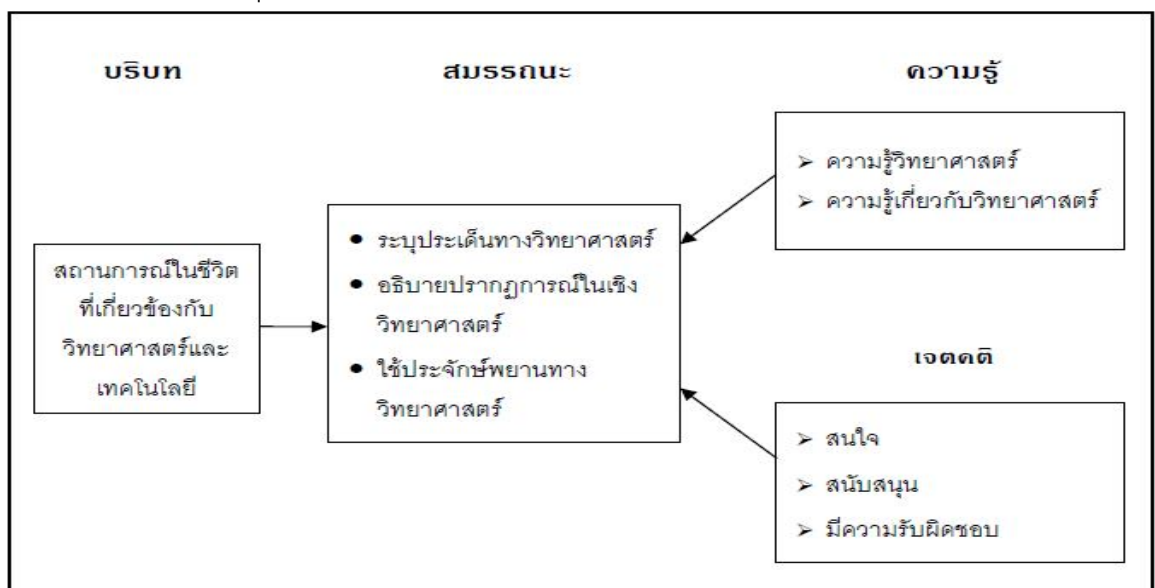 บริบท
สมรรถนะ
ความรู้
สถานการณ์ในชีวิต
ที่เกี่ยวข้องกับ
วิทยาศาสตร์และ
เทคโนโลยี
● ระบุประเด็นทางวิทยาศาสตร์
● อธิบายปรากฏการณ์ในเชิง
วิทยาศาสตร์
● ใช้ประจักษ์พยานทาง
วิทยาศาสตร์
➢ ความรู้วิทยาศาสตร์
➢ ความรู้เกี่ยวกับวิทยาศาสตร์
เจตคติ
➢ สนใจ
➢ สนับสนุน
➢ มีความรับผิดชอบ